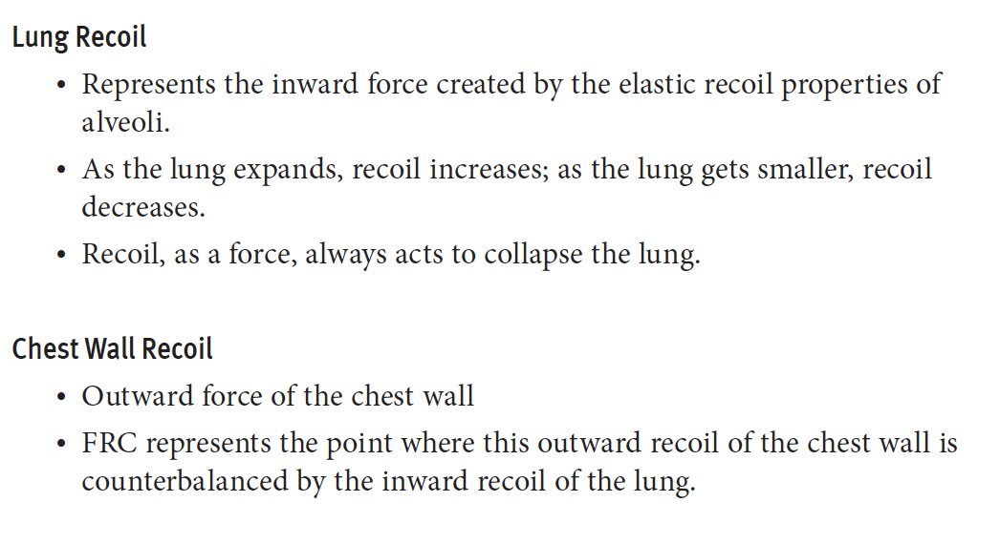 Lung Recoil
• Represents the inward force created by the elastic recoil properties of
alveoli.
• As the lung expands, recoil increases; as the lung gets smaller, recoil
decreases.
• Recoil, as a force, always acts to collapse the lung.
Chest Wall Recoil
• Outward force of the chest wall
• FRC represents the point where this outward recoil of the chest wall is
counterbalanced by the inward recoil of the lung.